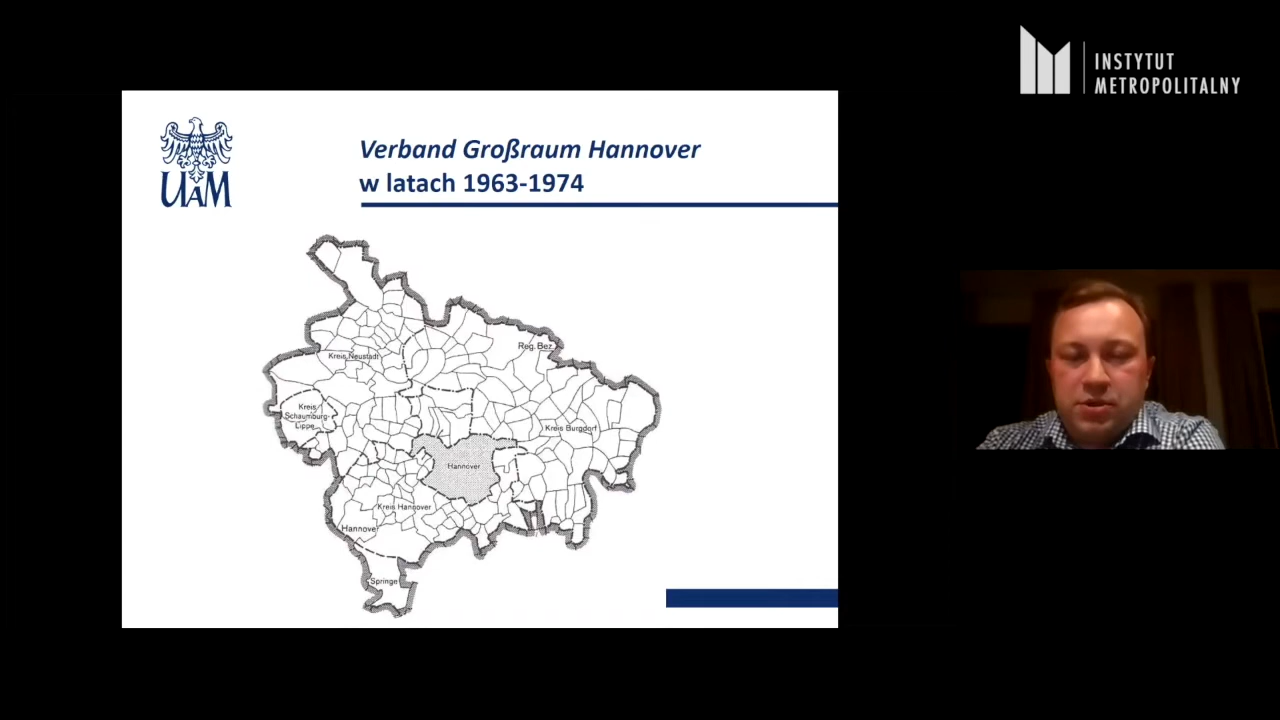 INSTYTUT
METROPOLITALNY
UAM
Verband Großraum Hannover
w latach 1963-1974
Reg. Bez.
Kreis Neustadt
Kreis
Schaumburg-
Lippe
Kreis Burgdorf
Hannover
Kreis Hannover
Hannove
Springe